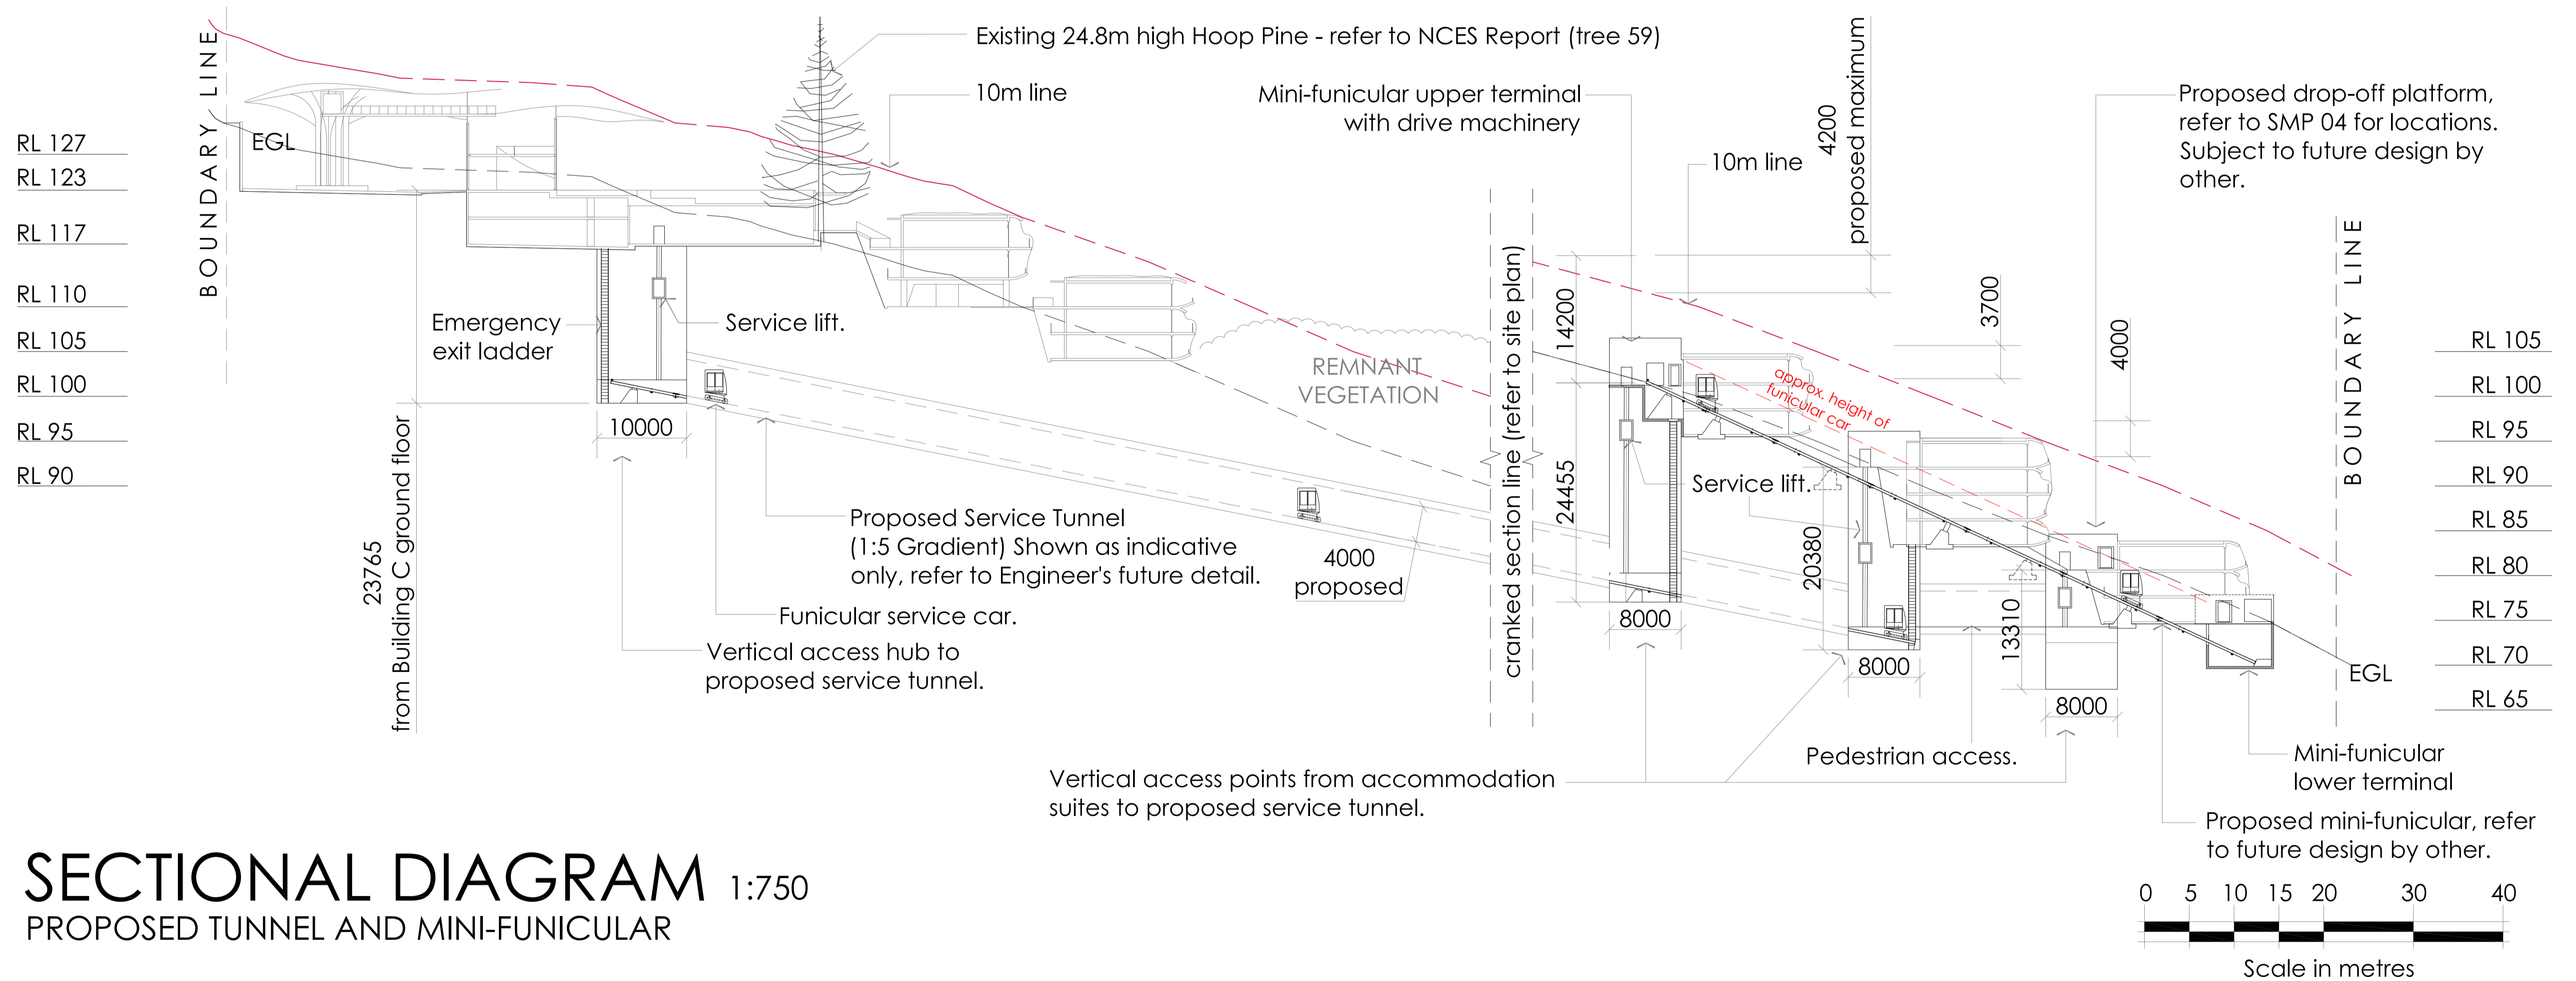 Existing 24.8m high Hoop Pine - refer to NCES Report (tree 59)
10m line
Mini-funicular upper terminal
with drive machinery
4200
proposed maximum
Proposed drop-off platform,
refer to SMP 04 for locations.
Subject to future design by
other.
10m line
BOUNDARY LINE
EGL
RL 127
RL 123
RL 117
RL 110
RL 105
RL 100
RL 95
RL 90
Emergency
exit ladder
Service lift.
10000
23765
from Building C ground floor
REMNANT
VEGETATION
Proposed Service Tunnel
(1:5 Gradient) Shown as indicative
only, refer to Engineer's future detail.
Funicular service car.
Vertical access hub to
proposed service tunnel.
4000
proposed
cranked section line (refer to site plan)
14200
24455
8000
approx. height of
funicular car
Service lift.
20380
8000
3700
4000
13310
8000
BOUNDARY LINE
EGL
RL 105
RL 100
RL 95
RL 90
RL 85
RL 80
RL 75
RL 70
RL 65
Pedestrian access.
Vertical access points from accommodation
suites to proposed service tunnel.
Mini-funicular
lower terminal
Proposed mini-funicular, refer
to future design by other.
SECTIONAL DIAGRAM 1:750
PROPOSED TUNNEL AND MINI-FUNICULAR
0 5 10 15 20 30 40
Scale in metres